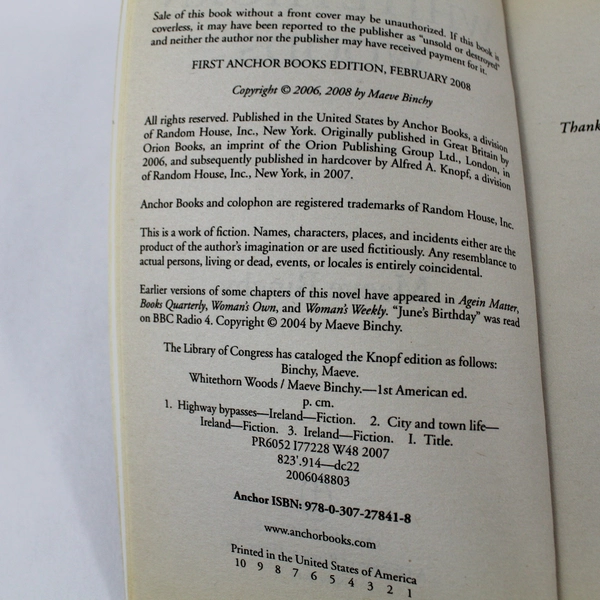 Sale of this book without a front cover may be unauthorized. If this book is
coverless, it may have been reported to the publisher as "unsold or destroyed"
and neither the author nor the publisher may have received payment for it.
FIRST ANCHOR BOOKS EDITION, FEBRUARY 2008
Copyright © 2006, 2008 by Maeve Binchy
All rights reserved. Published in the United States by Anchor Books, a division
of Random House, Inc., New York. Originally published in Great Britain by
Orion Books, an imprint of the Orion Publishing Group Ltd., London, in
2006, and subsequently published in hardcover by Alfred A. Knopf, a division
of Random House, Inc., New York, in 2007.
Anchor Books and colophon are registered trademarks of Random House, Inc.
This is a work of fiction. Names, characters, places, and incidents either are the
product of the author's imagination or are used fictitiously. Any resemblance to
actual persons, living or dead, events, or locales is entirely coincidental.
Earlier versions of some chapters of this novel have appeared in Agein Matter,
Books Quarterly, Woman's Own, and Woman's Weekly. "June's Birthday" was read
on BBC Radio 4. Copyright © 2004 by Maeve Binchy.
The Library of Congress has cataloged the Knopf edition as follows:
Binchy, Maeve.
Whitethorn Woods / Maeve Binchy.—1st American ed.
p. cm.
1. Highway bypasses—Ireland—Fiction. 2. City and town life—
Ireland—Fiction. 3. Ireland—Fiction. I. Title.
PR6052 I77228 W48 2007
823'.914—dc22
2006048803
Anchor ISBN: 978-0-307-27841-8
www.anchorbooks.com
Printed in the United States of America
10 9 8 7 6 5 4 3 2 1
Thank